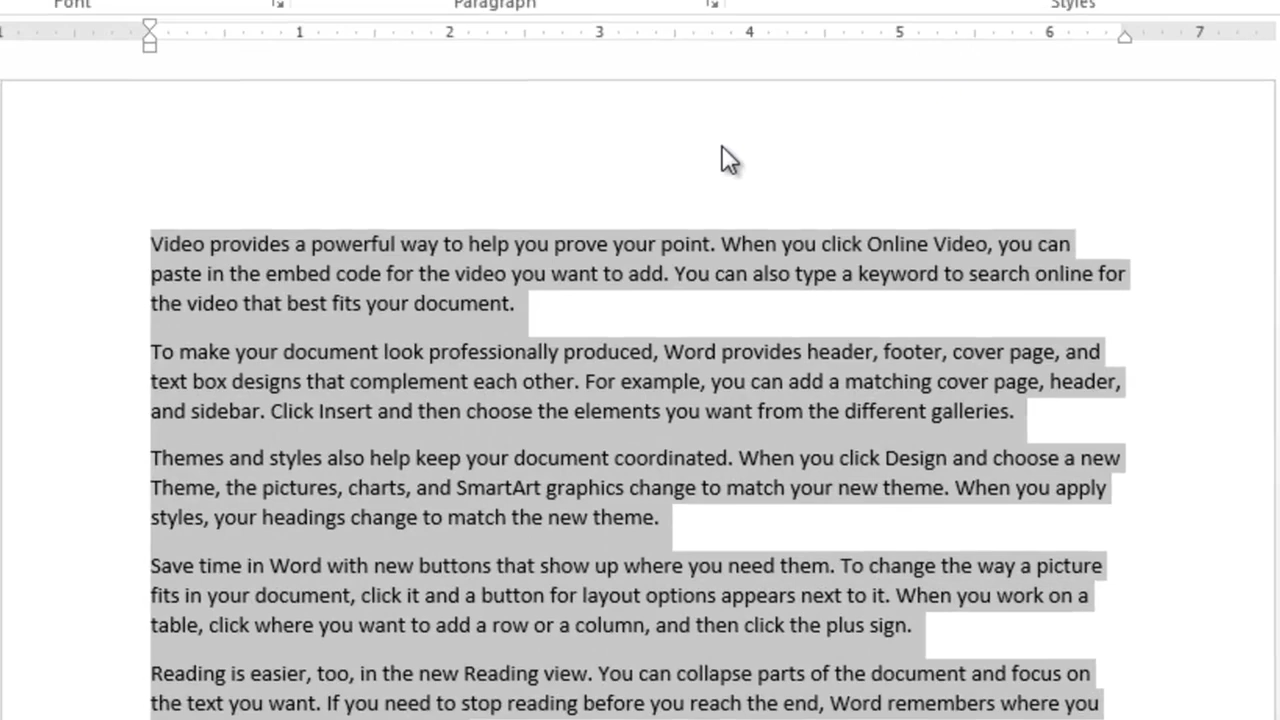 Font Paragraph Styles
1 1 2 3 4 5 6 7
Video provides a powerful way to help you prove your point. When you click Online Video, you can
paste in the embed code for the video you want to add. You can also type a keyword to search online for
the video that best fits your document.
To make your document look professionally produced, Word provides header, footer, cover page, and
text box designs that complement each other. For example, you can add a matching cover page, header,
and sidebar. Click Insert and then choose the elements you want from the different galleries.
Themes and styles also help keep your document coordinated. When you click Design and choose a new
Theme, the pictures, charts, and SmartArt graphics change to match your new theme. When you apply
styles, your headings change to match the new theme.
Save time in Word with new buttons that show up where you need them. To change the way a picture
fits in your document, click it and a button for layout options appears next to it. When you work on a
table, click where you want to add a row or a column, and then click the plus sign.
Reading is easier, too, in the new Reading view. You can collapse parts of the document and focus on
the text you want. If you need to stop reading before you reach the end, Word remembers where you